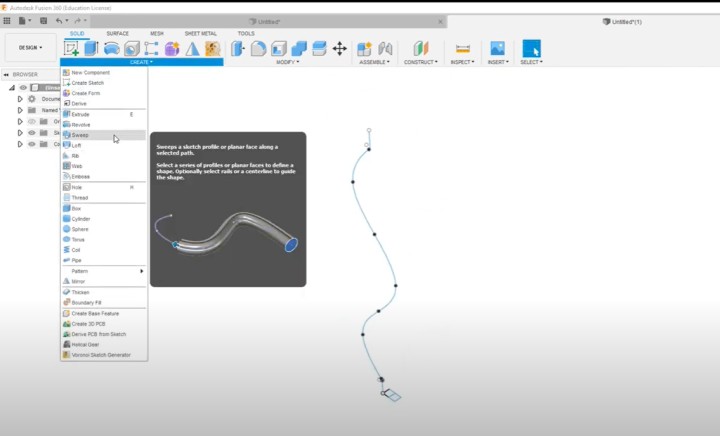 Autodesk Fusion 360 (Education License)
Untitled*
Untitled*(1)
DESIGN
SOLID
SURFACE
MESH
SHEET METAL
TOOLS
CREATE
MODIFY
ASSEMBLE
CONSTRUCT
INSPECT
INSERT
SELECT
BROWSER
New Component
Create Sketch
Create Form
Derive
Extrude E
Revolve
Sweep
Loft
Rib
Web
Emboss
Hole H
Thread
Box
Cylinder
Sphere
Torus
Coil
Pipe
Pattern
Mirror
Thicken
Boundary Fill
Create Base Feature
Create 3D PCB
Derive PCB from Sketch
Helical Gear
Voronoi Sketch Generator
Sweeps a sketch profile or planar face along a
selected path.
Select a series of profiles or planar faces to define a
shape. Optionally select rails or a centerline to guide
the shape.